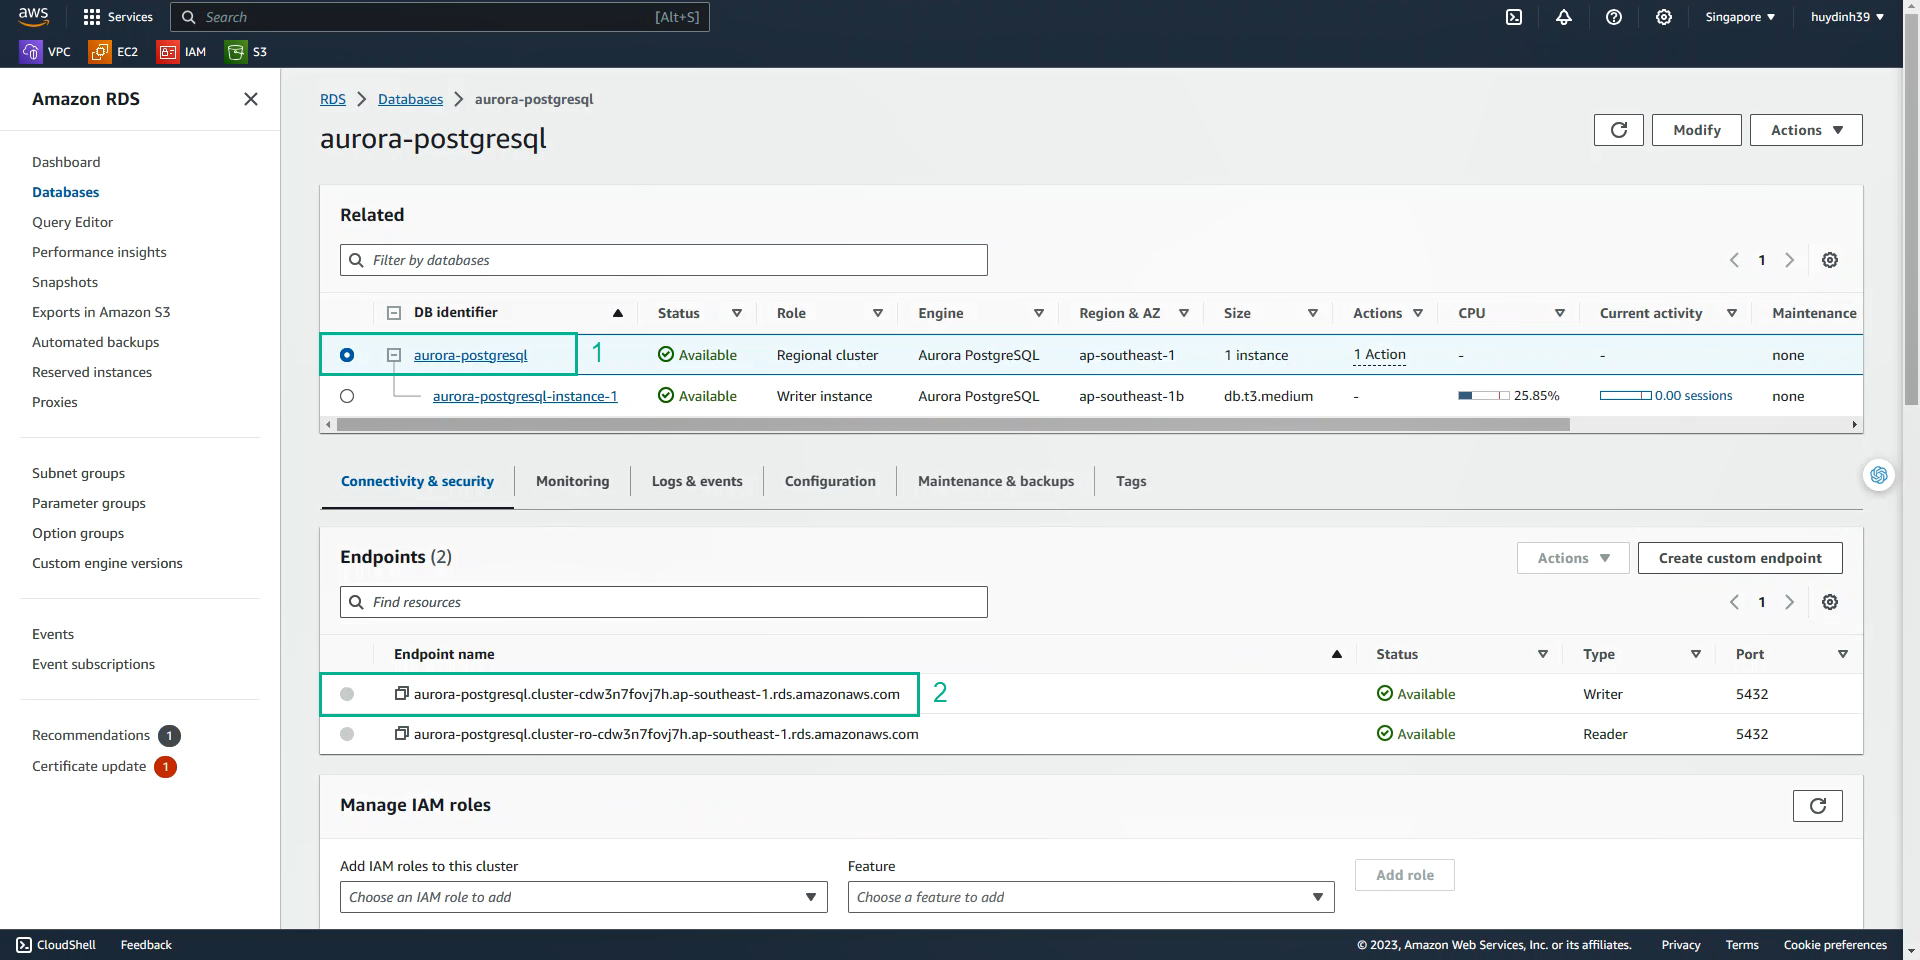 aws
Services
Search
[Alt+S]
Singapore
huydinh39
VPC
EC2
IAM
S3
Amazon RDS
Dashboard
Databases
Query Editor
Performance insights
Snapshots
Exports in Amazon S3
Automated backups
Reserved instances
Proxies
Subnet groups
Parameter groups
Option groups
Custom engine versions
Events
Event subscriptions
Recommendations 1
Certificate update 1
RDS Databases aurora-postgresql
aurora-postgresql
Modify
Actions
Related
Filter by databases
1
DB identifier Status Role Engine Region & AZ Size Actions CPU Current activity Maintenance
aurora-postgresql 1 Available Regional cluster Aurora PostgreSQL ap-southeast-1 1 instance 1 Action - - none
aurora-postgresql-instance-1 Available Writer instance Aurora PostgreSQL ap-southeast-1b db.t3.medium - 25.85% 0.00 sessions none
Connectivity & security Monitoring Logs & events Configuration Maintenance & backups Tags
Endpoints (2)
Actions
Create custom endpoint
Find resources
1
Endpoint name Status Type Port
aurora-postgresql.cluster-cdw3n7fovj7h.ap-southeast-1.rds.amazonaws.com 2 Available Writer 5432
aurora-postgresql.cluster-ro-cdw3n7fovj7h.ap-southeast-1.rds.amazonaws.com Available Reader 5432
Manage IAM roles
Add IAM roles to this cluster Feature
Choose an IAM role to add Choose a feature to add Add role
CloudShell Feedback © 2023, Amazon Web Services, Inc. or its affiliates. Privacy Terms Cookie preferences